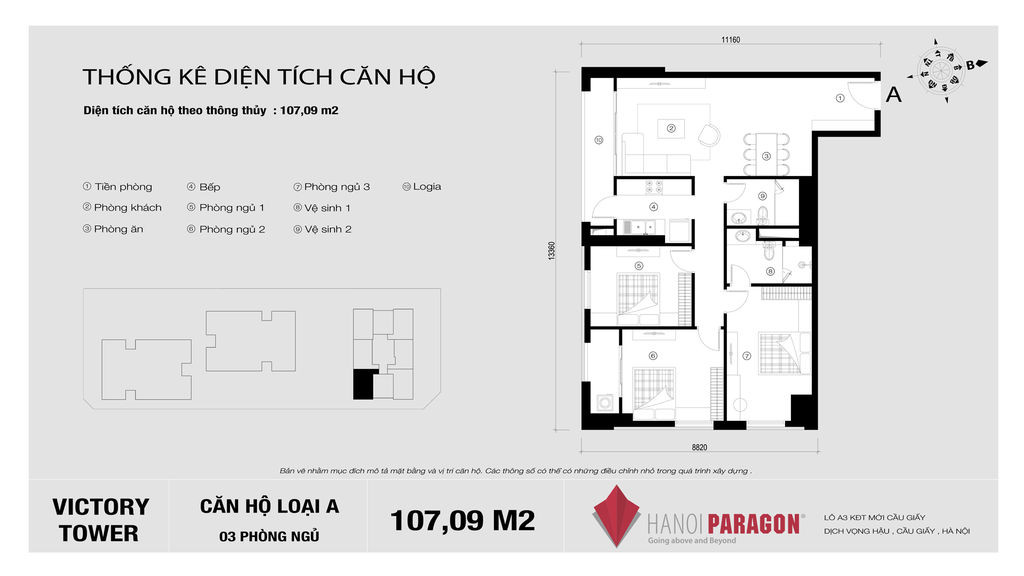 THỐNG KÊ DIỆN TÍCH CĂN HỘ
Diện tích căn hộ theo thông thủy : 107,09 m2
① Tiền phòng
② Phòng khách
③ Phòng ăn
④ Bếp
⑤ Phòng ngủ 1
⑥ Phòng ngủ 2
⑦ Phòng ngủ 3
⑧ Vệ sinh 1
⑨ Vệ sinh 2
⑩ Logia
11160
B
A
①
②
③
⑩
④
⑨
13360
⑤
⑧
⑥
⑦
8820
Bản vẽ nhằm mục đích mô tả mặt bằng và vị trí căn hộ. Các thông số có thể có những điều chỉnh nhỏ trong quá trình xây dựng .
VICTORY
TOWER
CĂN HỘ LOẠI A
03 PHÒNG NGỦ
107,09 M2
HANOI PARAGON®
Going above and Beyond
LÔ A3 KĐT MỚI CẦU GIẤY
DỊCH VỌNG HẬU , CẦU GIẤY , HÀ NỘI